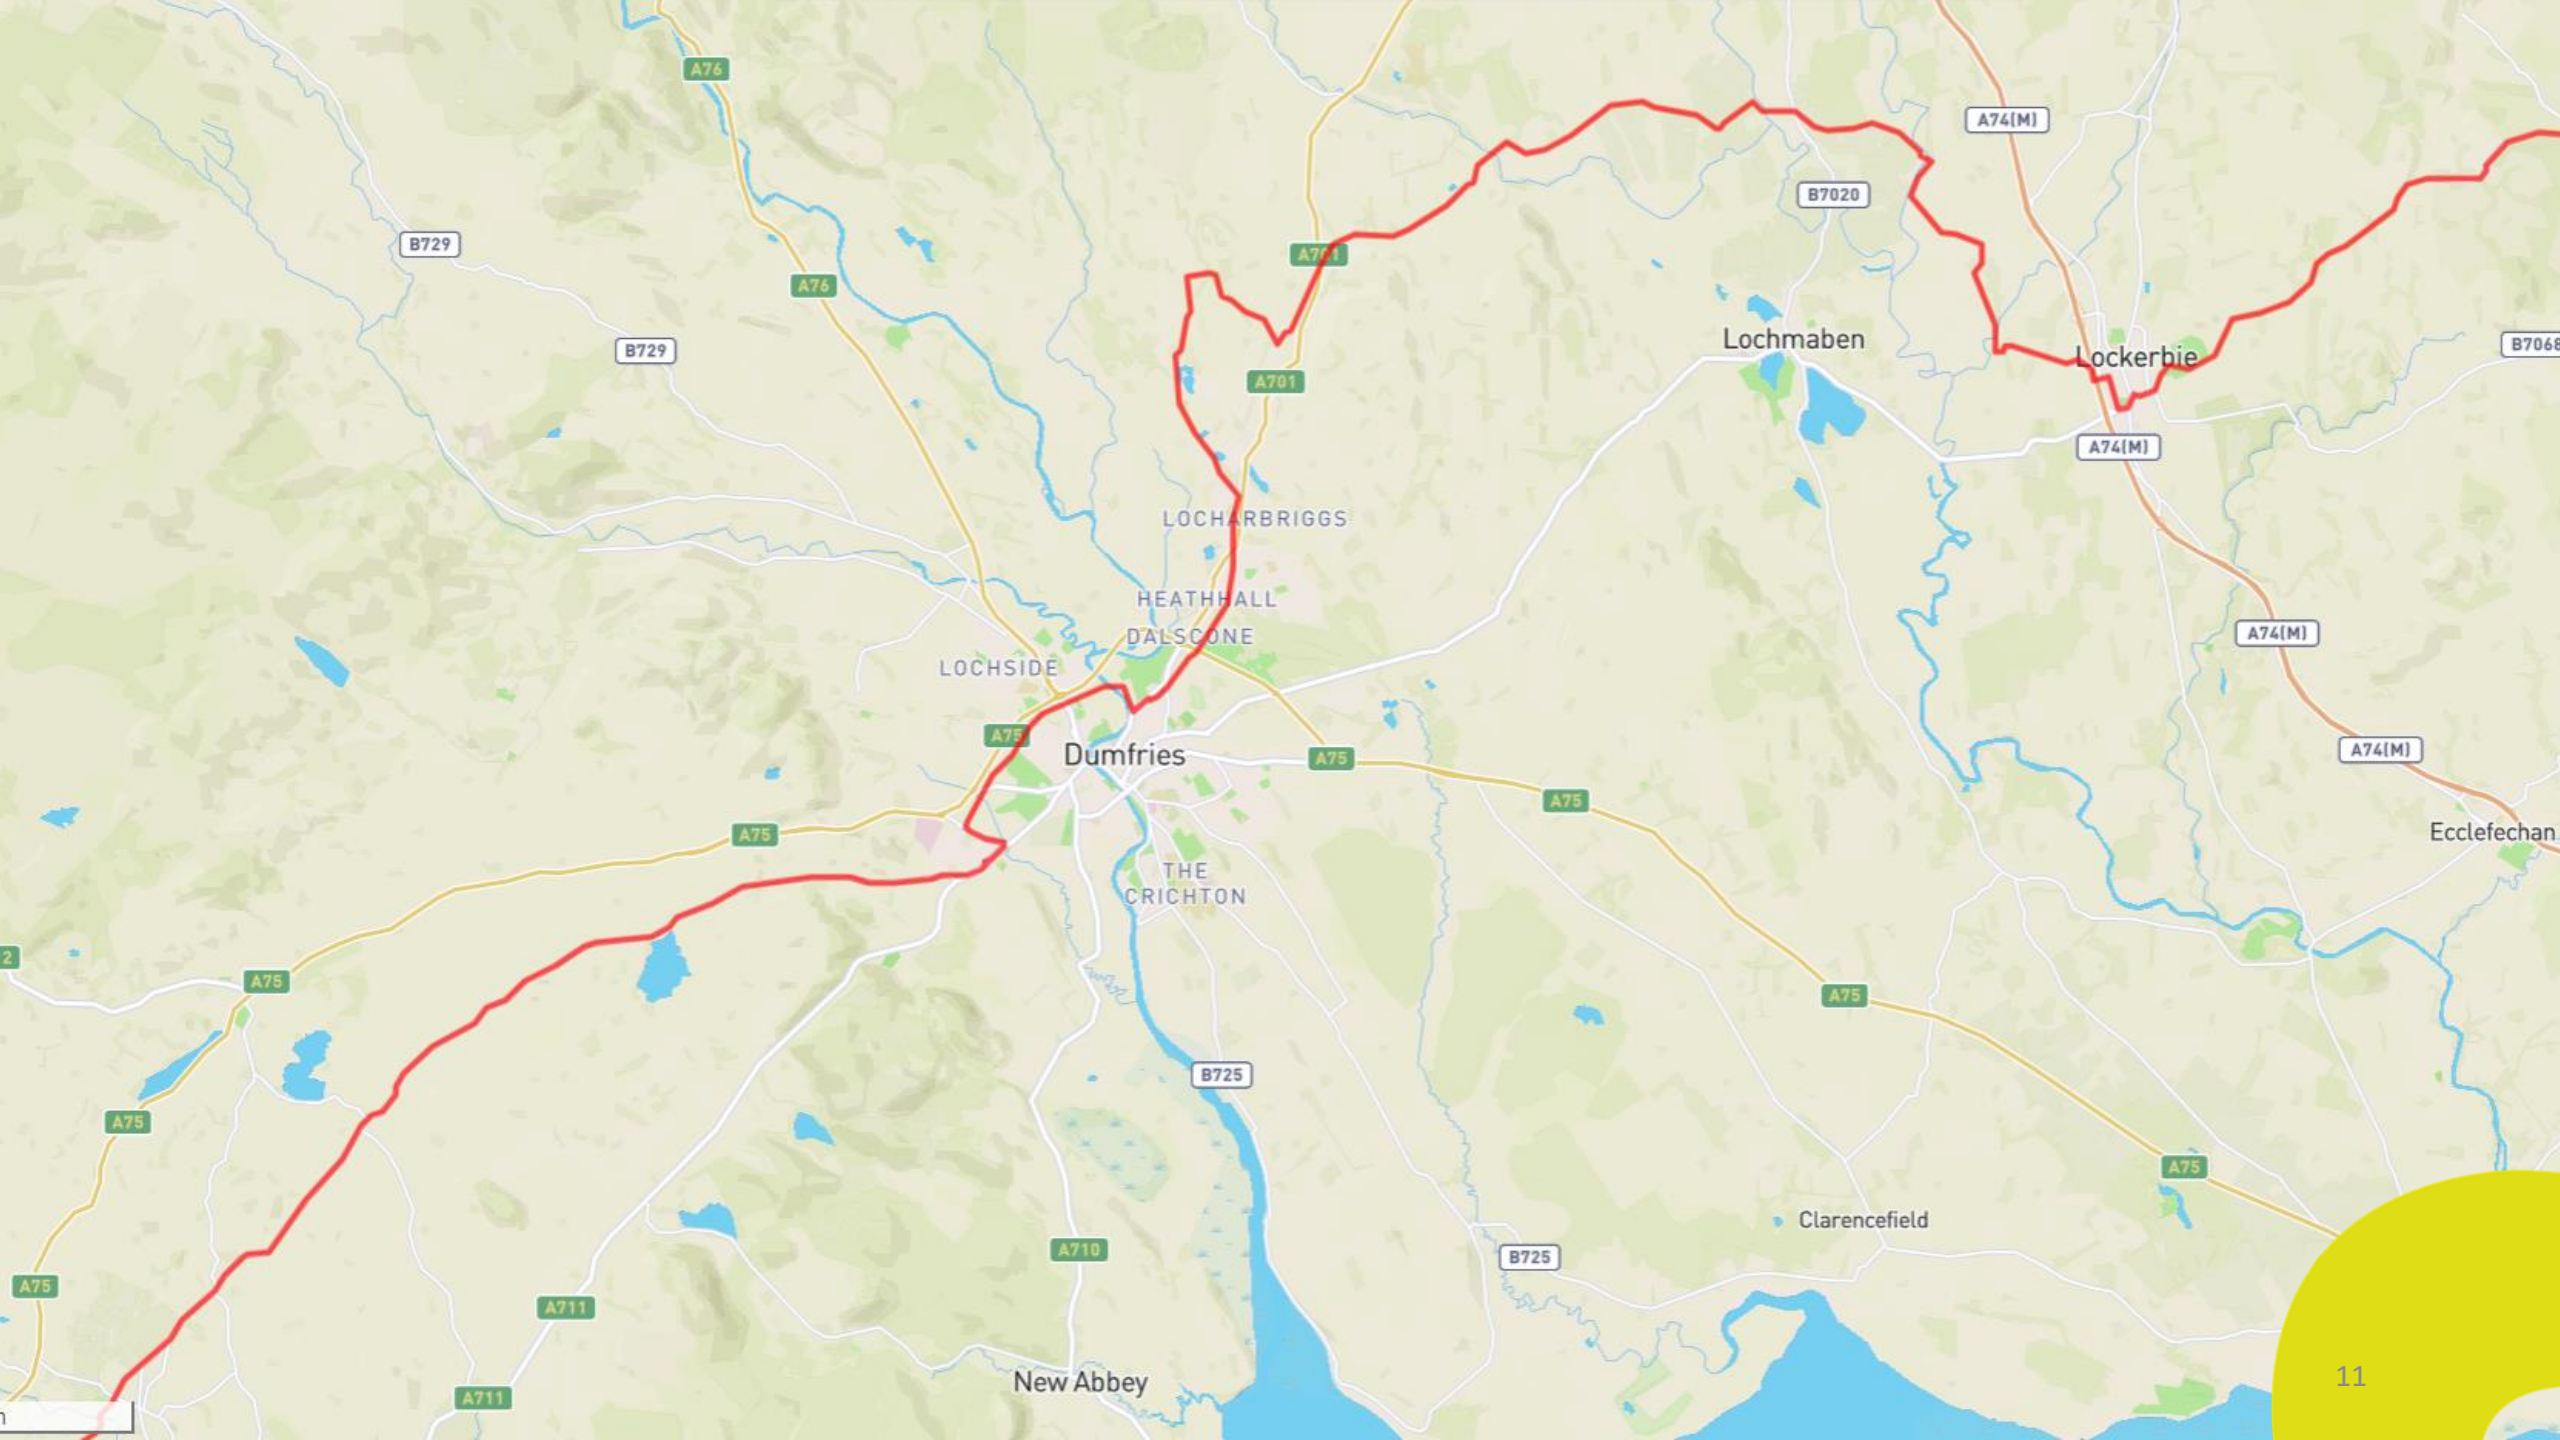 A76
A74(M)
B7020
B729
A701
A76
Lochmaben
B7068
B729
Lockerbie
A701
A74(M)
LOCHARBRIGGS
HEATHHALL
DALSCONE
A74(M)
LOCHSIDE
A75
Dumfries
A75
A74(M)
A75
A75
Ecclefechan
THE
CRICHTON
2
A75
A75
B725
A75
A75
Clarencefield
A710
B725
A75
A711
11
New Abbey
A711